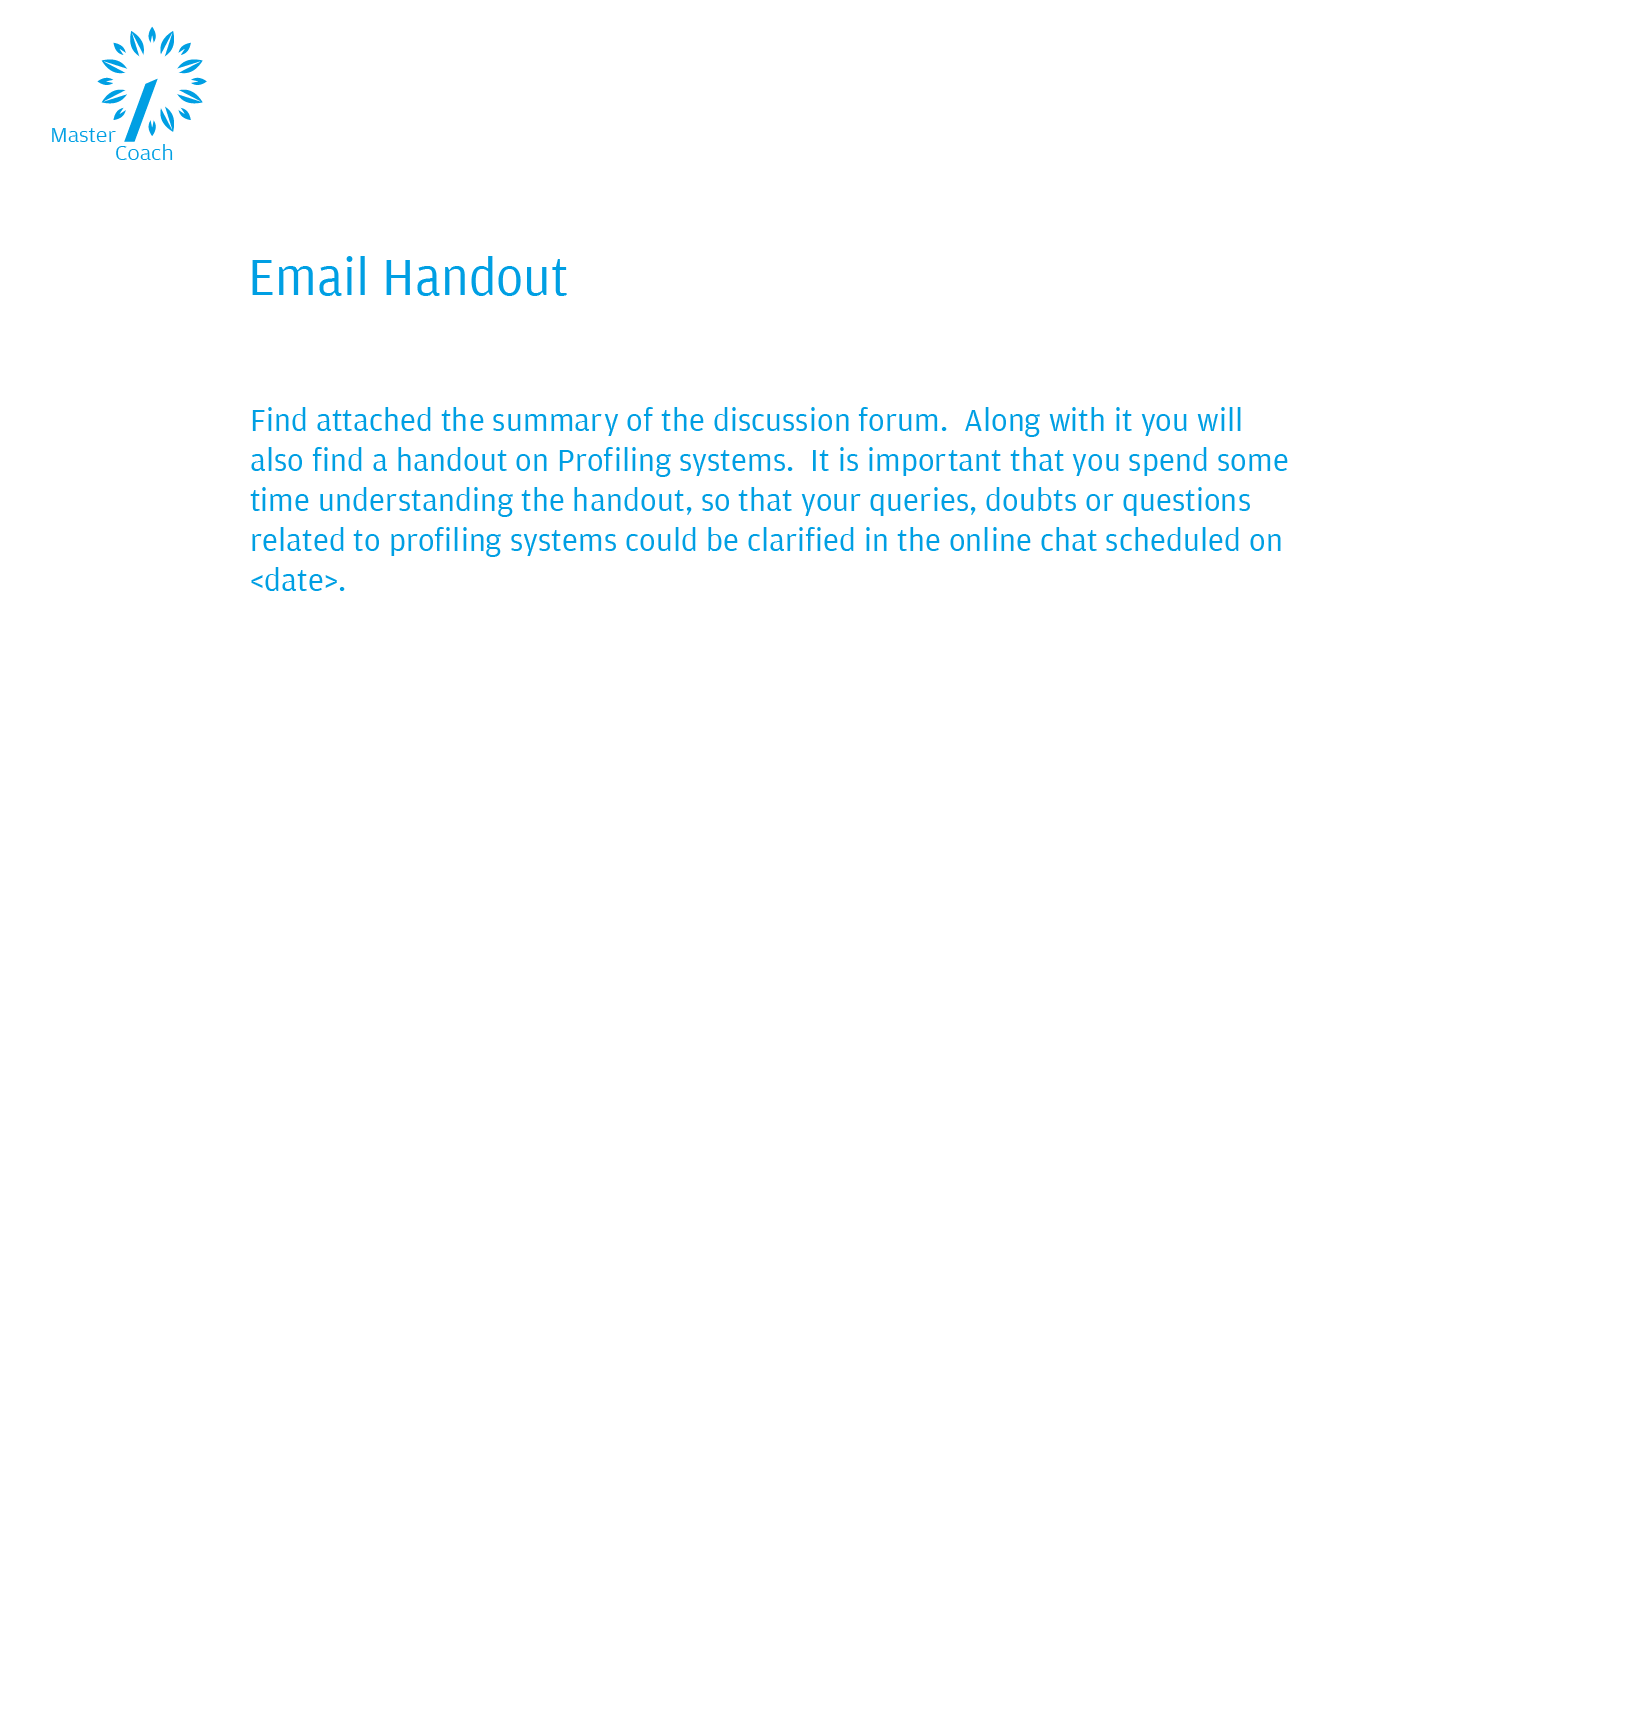 Master
Coach
Email Handout
Find attached the summary of the discussion forum.  Along with it you will
also find a handout on Profiling systems.  It is important that you spend some
time understanding the handout, so that your queries, doubts or questions
related to profiling systems could be clarified in the online chat scheduled on
<date>.